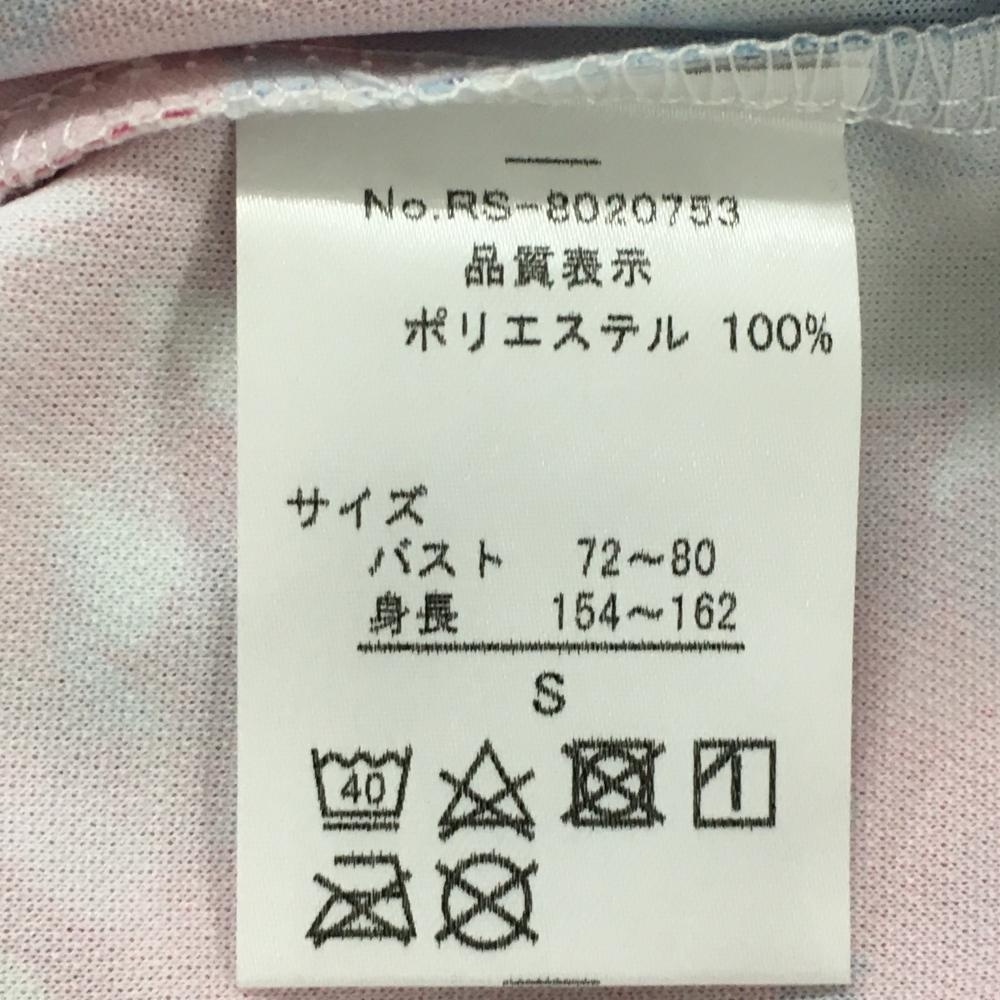 No.RS-8020753
品質表示
ポリエステル 100%
サイズ
バスト 72～80
身長 154～162
S
40